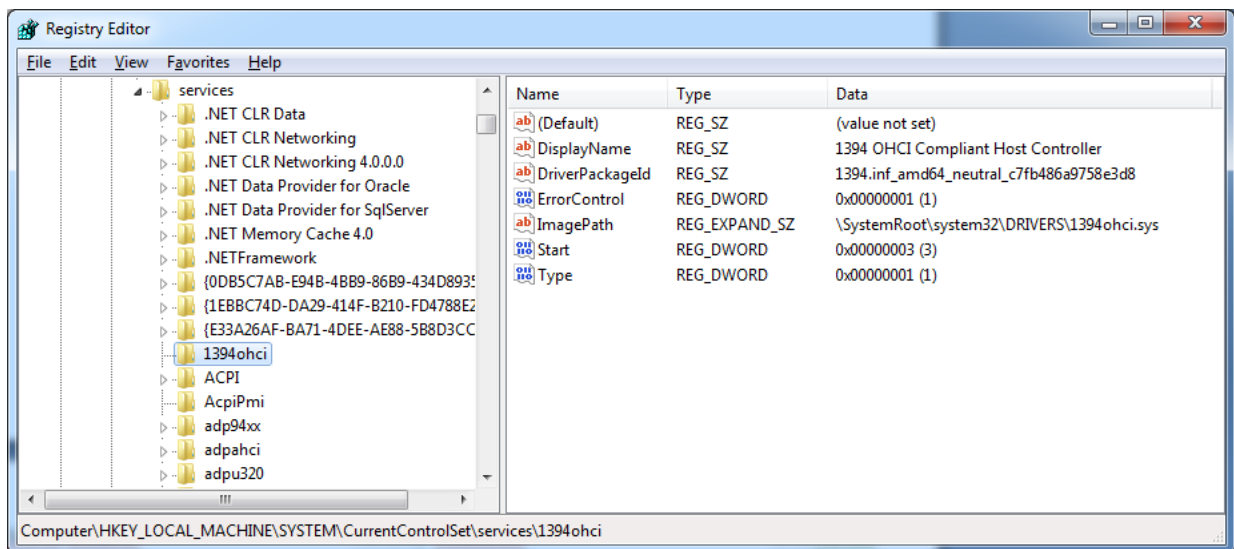 Registry Editor
File Edit View Favorites Help
services
.NET CLR Data
.NET CLR Networking
.NET CLR Networking 4.0.0.0
.NET Data Provider for Oracle
.NET Data Provider for SqlServer
.NET Memory Cache 4.0
.NETFramework
{0DB5C7AB-E94B-4BB9-86B9-434D8935
{1EBBC74D-DA29-414F-B210-FD4788E2
{E33A26AF-BA71-4DEE-AE88-5B8D3CC
1394ohci
ACPI
AcpiPmi
adp94xx
adpahci
adpu320
Name Type Data
(Default) REG_SZ (value not set)
DisplayName REG_SZ 1394 OHCI Compliant Host Controller
DriverPackageId REG_SZ 1394.inf_amd64_neutral_c7fb486a9758e3d8
ErrorControl REG_DWORD 0x00000001 (1)
ImagePath REG_EXPAND_SZ \SystemRoot\system32\DRIVERS\1394ohci.sys
Start REG_DWORD 0x00000003 (3)
Type REG_DWORD 0x00000001 (1)
Computer\HKEY_LOCAL_MACHINE\SYSTEM\CurrentControlSet\services\1394ohci